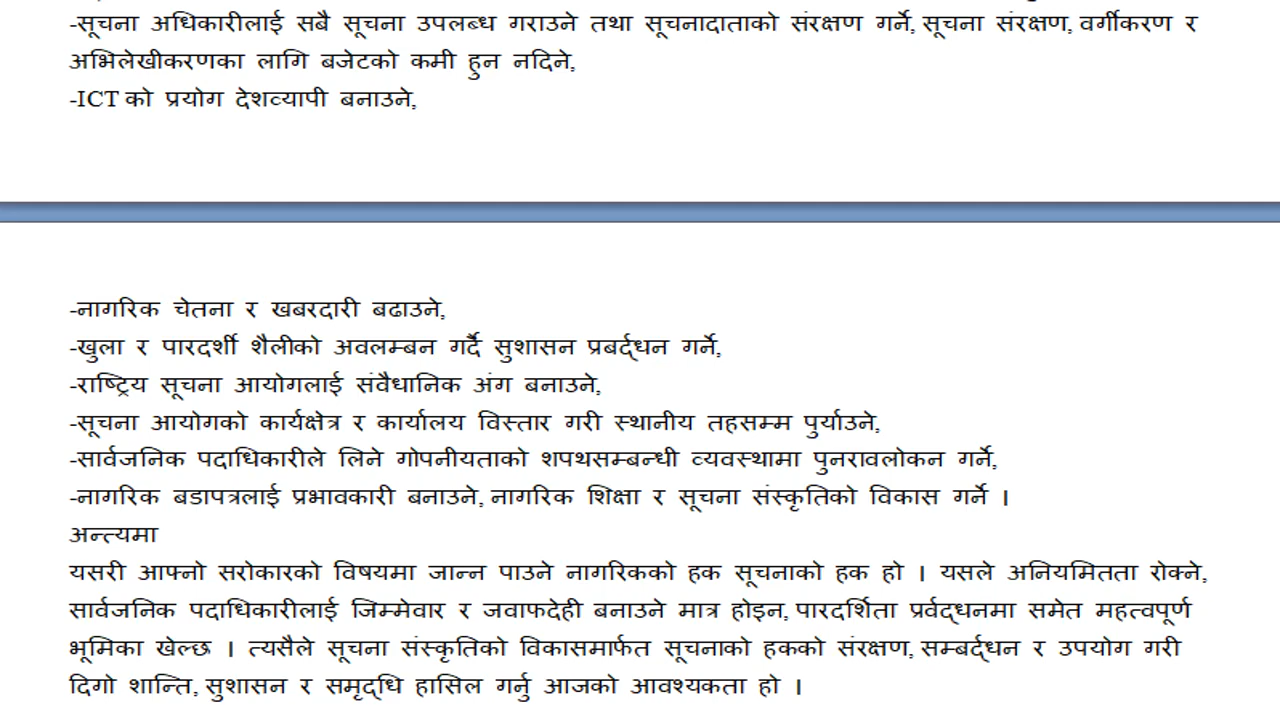 -सूचना अधिकारीलाई सबै सूचना उपलब्ध गराउने तथा सूचनादाताको संरक्षण गर्ने, सूचना संरक्षण, वर्गीकरण र
अभिलेखीकरणका लागि बजेटको कमी हुन नदिने,
-ICT को प्रयोग देशव्यापी बनाउने,
-नागरिक चेतना र खबरदारी बढाउने,
-खुला र पारदर्शी शैलीको अवलम्बन गर्दै सुशासन प्रबर्द्धन गर्ने,
-राष्ट्रिय सूचना आयोगलाई संवैधानिक अंग बनाउने,
-सूचना आयोगको कार्यक्षेत्र र कार्यालय विस्तार गरी स्थानीय तहसम्म पुर्याउने,
-सार्वजनिक पदाधिकारीले लिने गोपनीयताको शपथसम्बन्धी व्यवस्थामा पुनरावलोकन गर्ने,
-नागरिक बडापत्रलाई प्रभावकारी बनाउने, नागरिक शिक्षा र सूचना संस्कृतिको विकास गर्ने ।
अन्त्यमा
यसरी आफ्नो सरोकारको विषयमा जान्न पाउने नागरिकको हक सूचनाको हक हो । यसले अनियमितता रोक्ने,
सार्वजनिक पदाधिकारीलाई जिम्मेवार र जवाफदेही बनाउने मात्र होइन, पारदर्शिता प्रर्वद्धनमा समेत महत्वपूर्ण
भूमिका खेल्छ । त्यसैले सूचना संस्कृतिको विकासमार्फत सूचनाको हकको संरक्षण, सम्बर्द्धन र उपयोग गरी
दिगो शान्ति, सुशासन र समृद्धि हासिल गर्नु आजको आवश्यकता हो ।